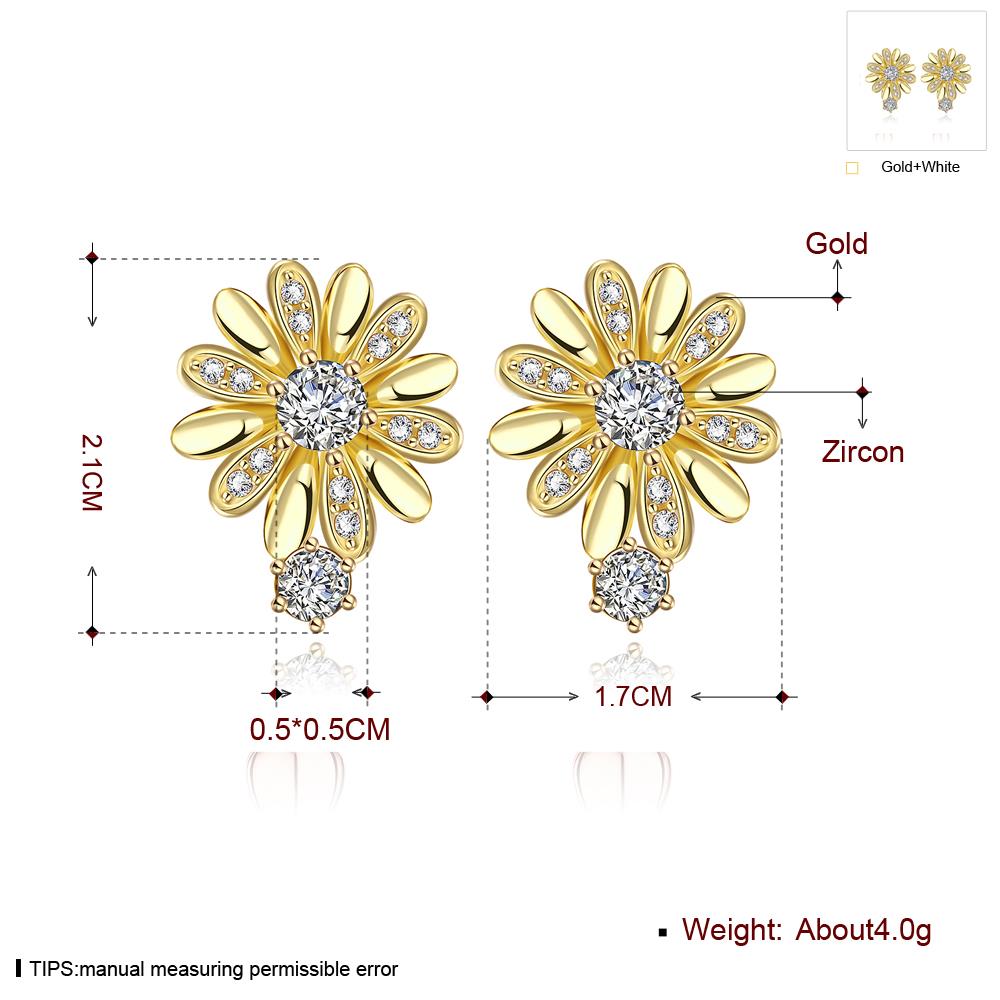 Gold+White
Gold
Zircon
2.1CM
1.7CM
0.5*0.5CM
▪ Weight: About4.0g
TIPS:manual measuring permissible error